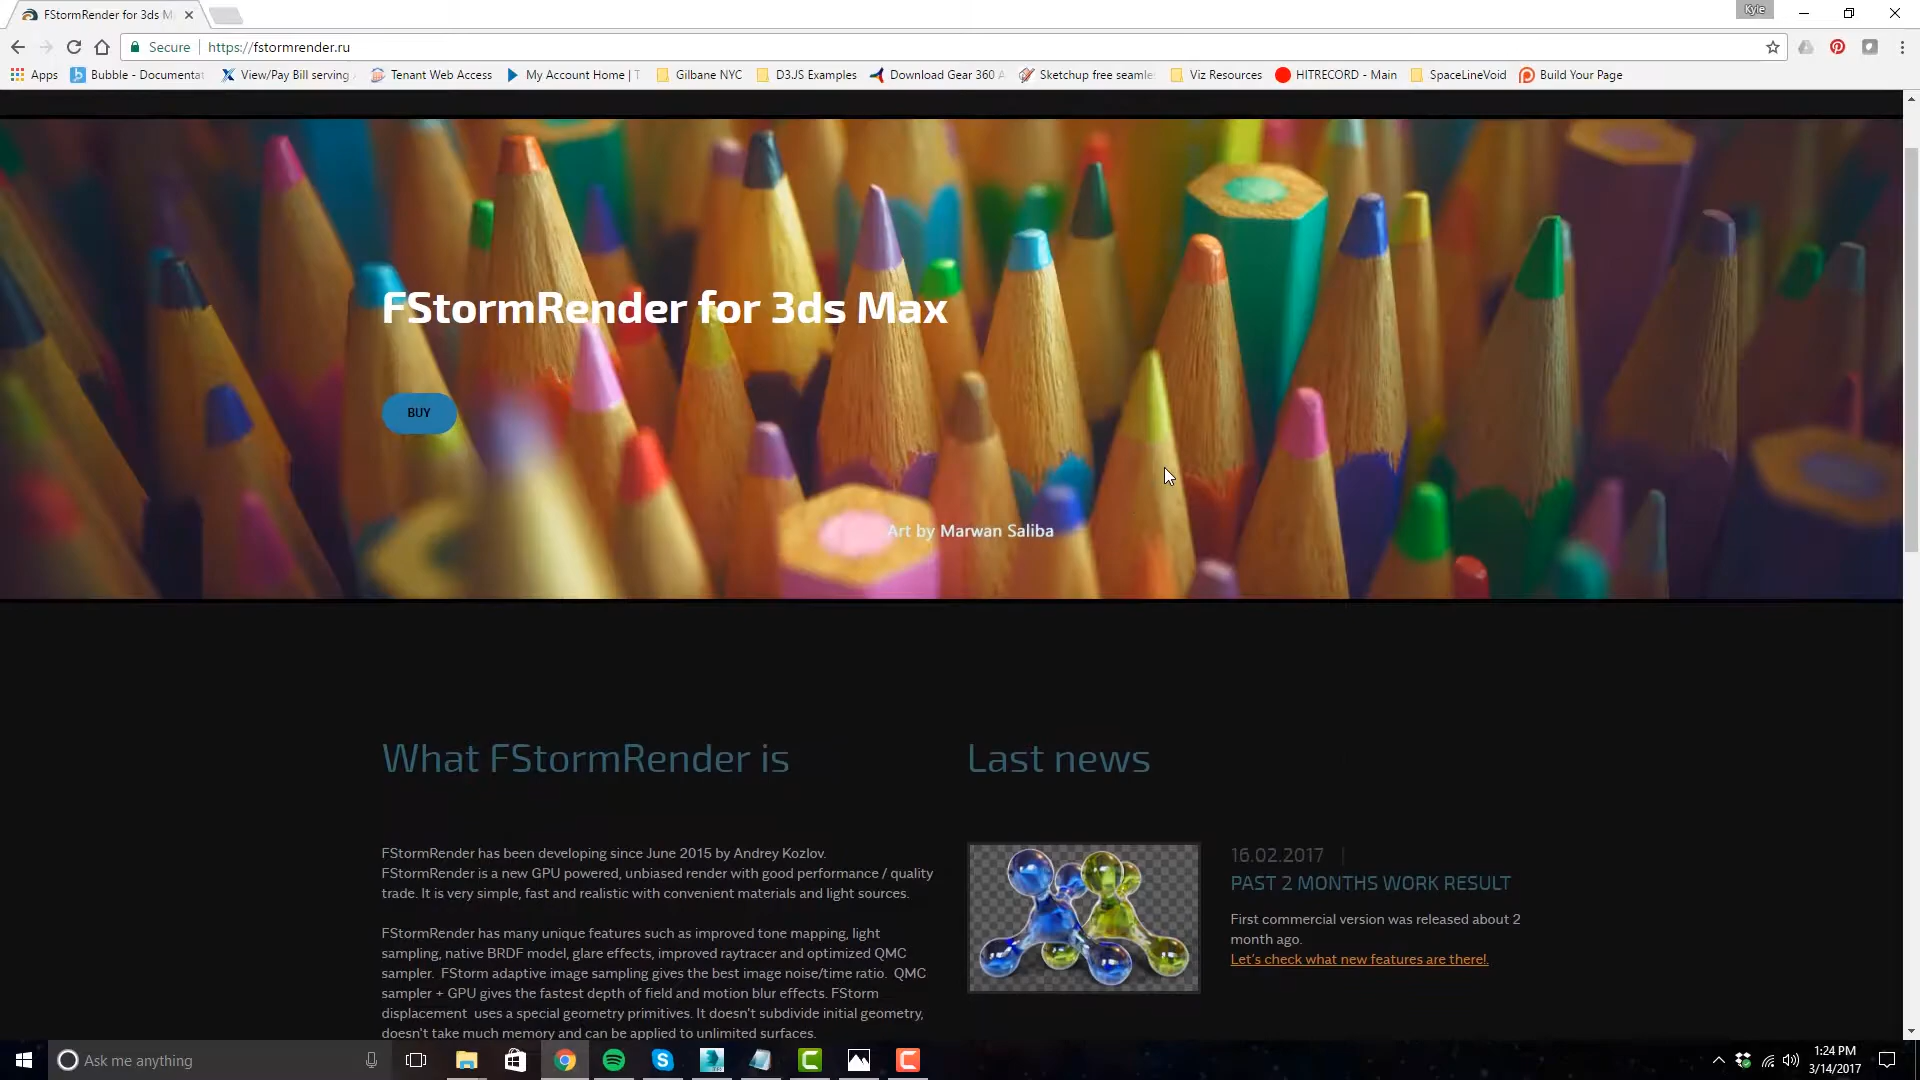 FStormRender for 3ds M
Kyle
Secure
https://fstormrender.ru
Apps
Bubble - Documentat
View/Pay Bill serving
Tenant Web Access
My Account Home | T
Gilbane NYC
D3JS Examples
Download Gear 360 A
Sketchup free seamle
Viz Resources
HITRECORD - Main
SpaceLineVoid
Build Your Page
FStormRender for 3ds Max
BUY
Art by Marwan Saliba
What FStormRender is
FStormRender has been developing since June 2015 by Andrey Kozlov.
FStormRender is a new GPU powered, unbiased render with good performance / quality
trade. It is very simple, fast and realistic with convenient materials and light sources.
FStormRender has many unique features such as improved tone mapping, light
sampling, native BRDF model, glare effects, improved raytracer and optimized QMC
sampler. FStorm adaptive image sampling gives the best image noise/time ratio. QMC
sampler + GPU gives the fastest depth of field and motion blur effects. FStorm
displacement uses a special geometry primitives. It doesn't subdivide initial geometry,
doesn't take much memory and can be applied to unlimited surfaces.
Last news
16.02.2017 |
PAST 2 MONTHS WORK RESULT
First commercial version was released about 2
month ago.
Let's check what new features are there!.
Ask me anything
1:24 PM
3/14/2017